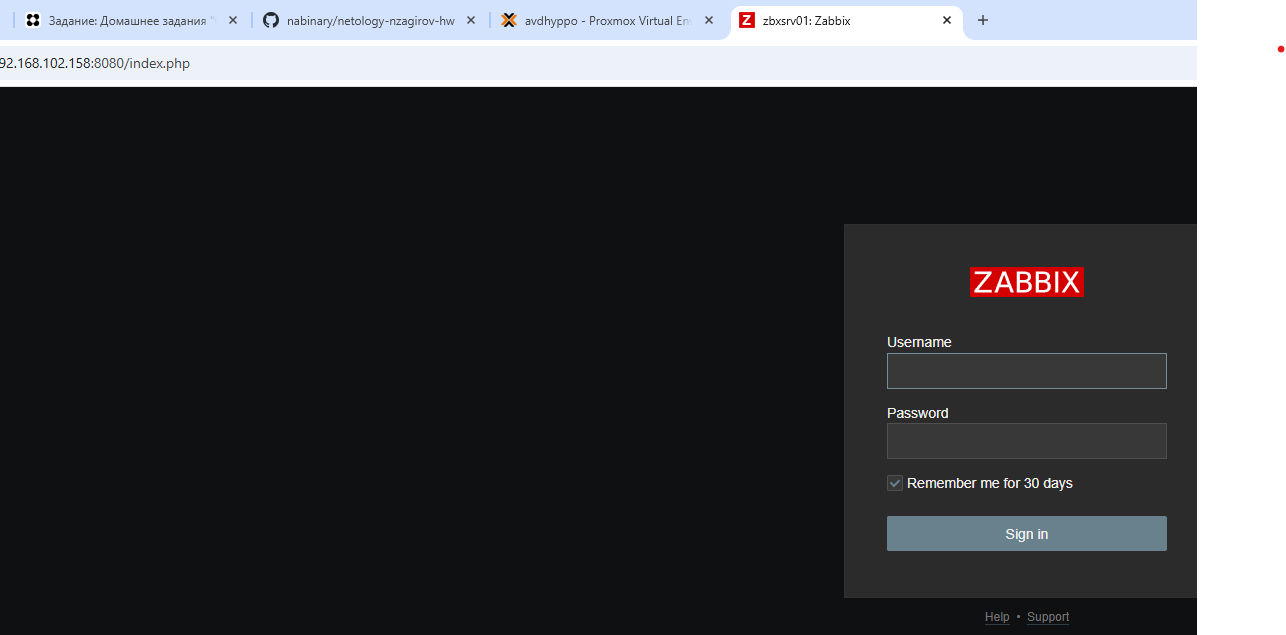 Задание: Домашнее задания "
nabinary/netology-nzagirov-hw
avdhyppo - Proxmox Virtual En
Z zbxsrv01: Zabbix
92.168.102.158:8080/index.php
ZABBIX
Username
Password
Remember me for 30 days
Sign in
Help • Support